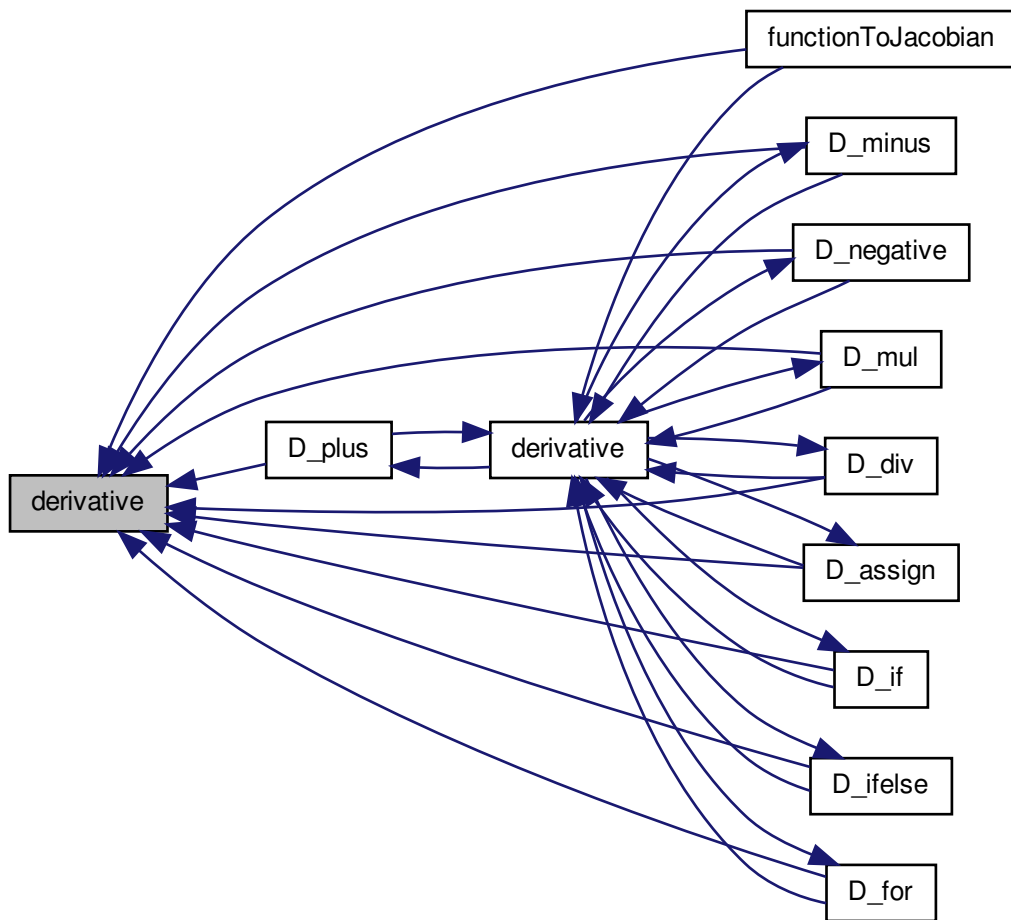 functionToJacobian
D_minus
D_negative
D_mul
D_plus
derivative
D_div
derivative
D_assign
D_if
D_ifelse
D_for